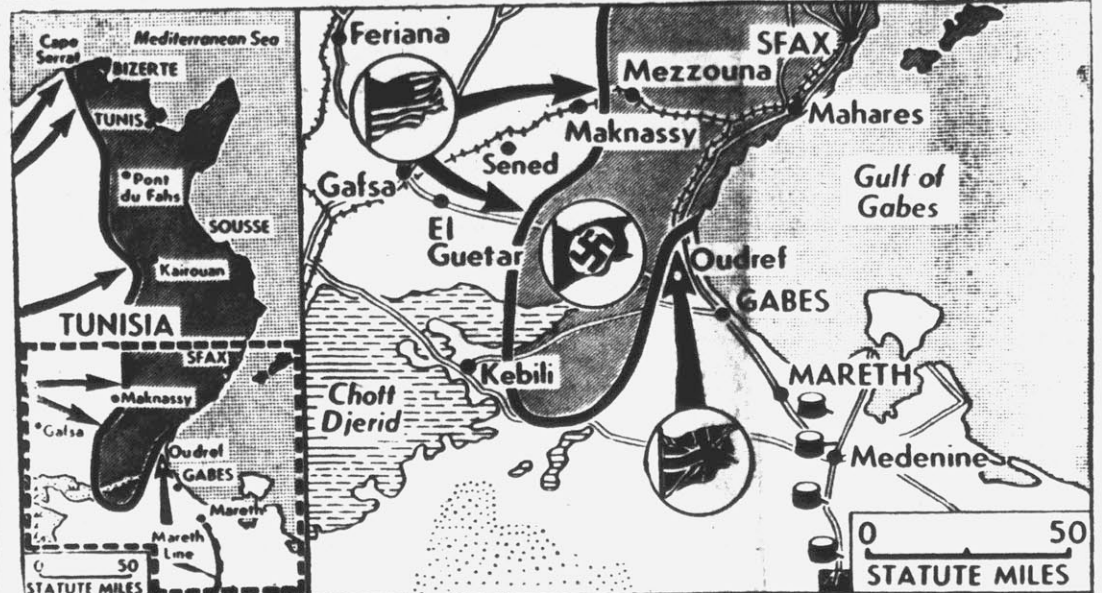 Cape
Serrat
Mediterranean Sea
BIZERTE
TUNIS
Pont
du Fahs
SOUSSE
Kairouan
TUNISIA
SFAX
Maknassy
Gafsa
Oudref
GABES
Mareth
Mareth
Line
0 50
STATUTE MILES
Feriana
SFAX
Mezzouna
Mahares
Maknassy
Sened
Gafsa
El
Guetar
Gulf of
Gabes
Oudref
GABES
Kebili
MARETH
Chott
Djerid
Medenine
0 50
STATUTE MILES